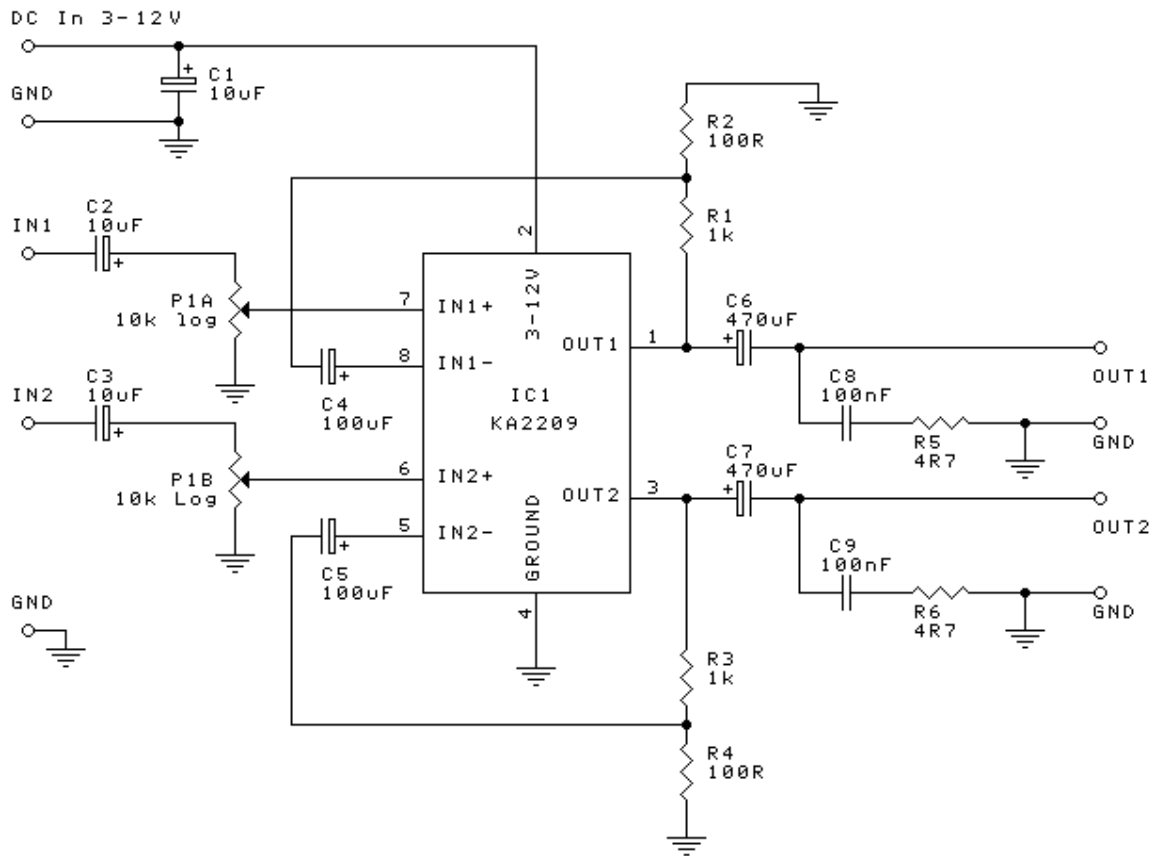 DC In 3-12V
C1
10uF
GND
R2
100R
C2
10uF
IN1
R1
1k
2
3-12V
P1A
10k log
7
IN1+
C6
470uF
1
OUT1
8
IN1-
OUT1
C3
10uF
IN2
C4
100uF
IC1
KA2209
C8
100nF
R5
4R7
GND
C7
470uF
P1B
10k Log
6
IN2+
3
OUT2
5
IN2-
OUT2
C5
100uF
GROUND
4
C9
100nF
R6
4R7
GND
GND
R3
1k
R4
100R
+
+
+
+
+
+
+